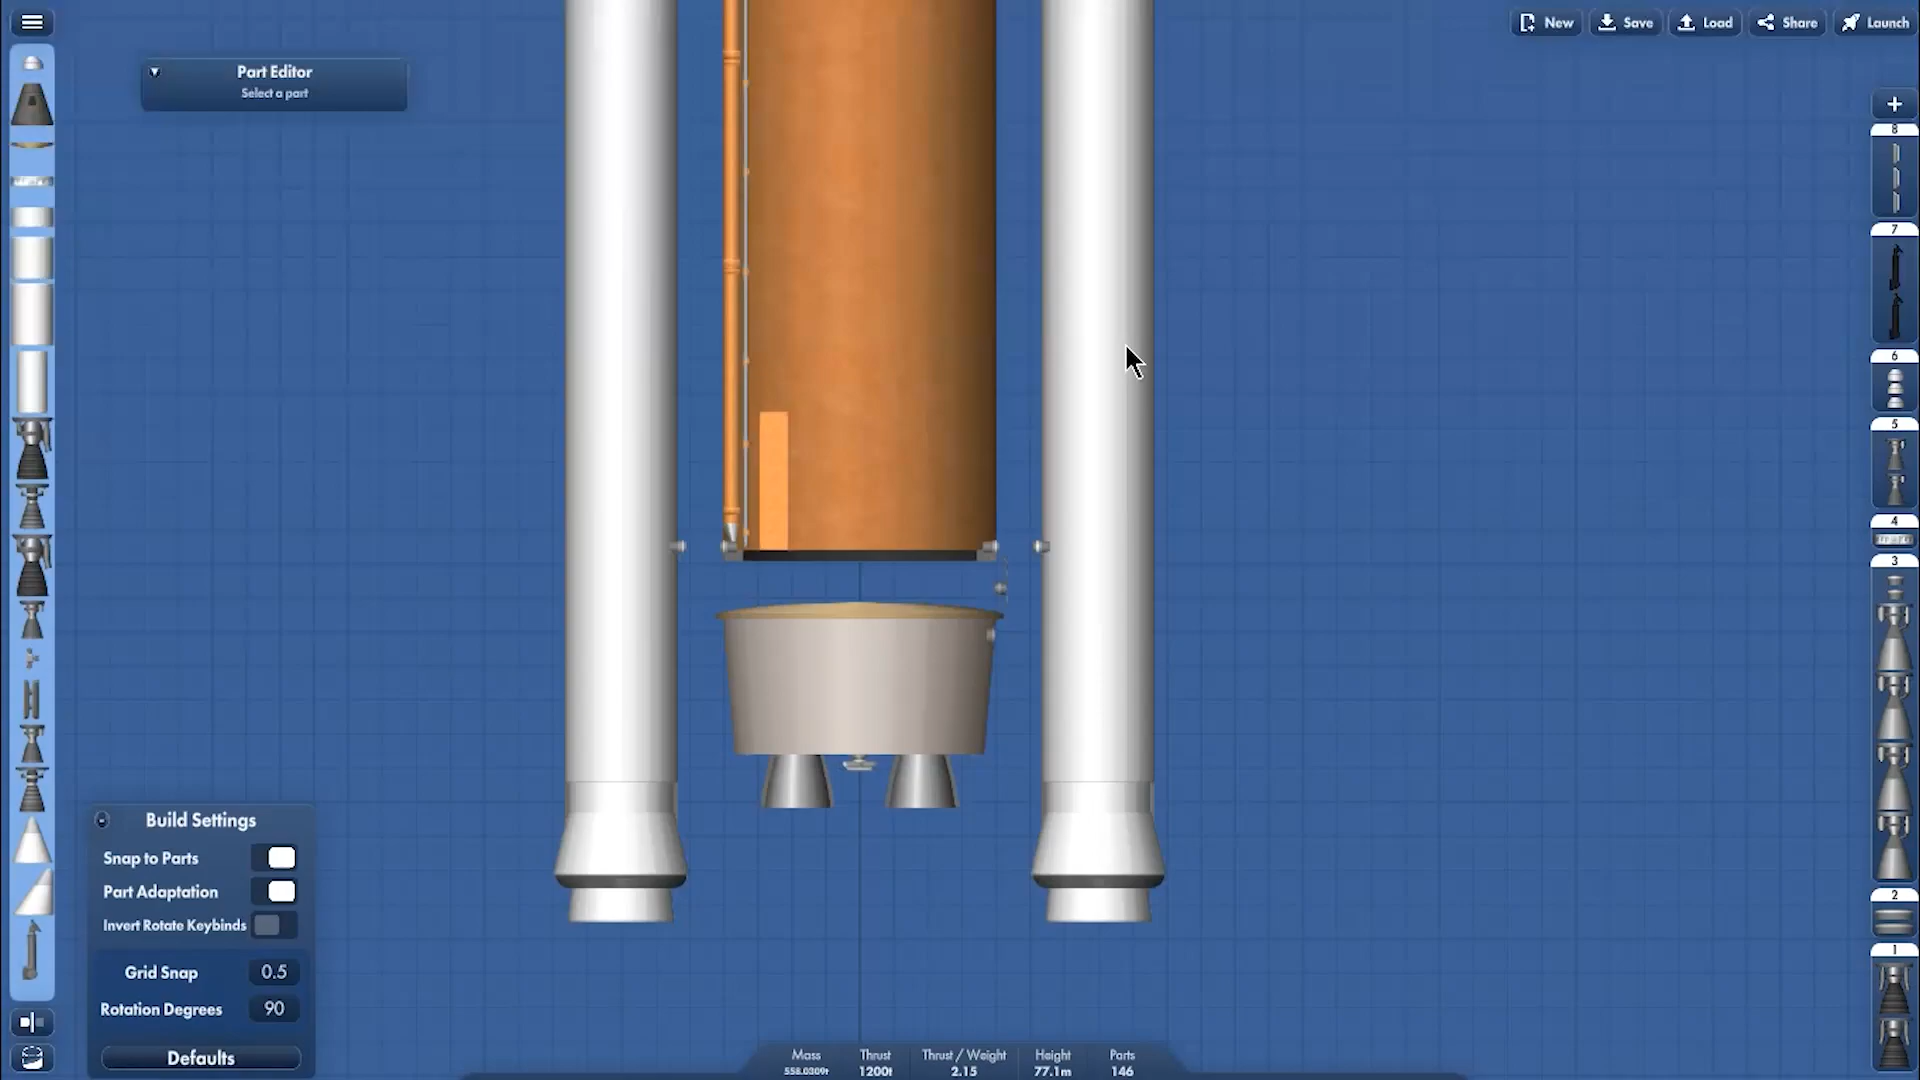 New
Save
Load
Share
Launch
Part Editor
Select a part
8
7
6
5
4
3
2
1
Build Settings
Snap to Parts
Part Adaptation
Invert Rotate Keybinds
Grid Snap 0.5
Rotation Degrees 90
Defaults
Mass Thrust Thrust / Weight Height Parts
558.0309t 1200t 2.15 77.1m 146